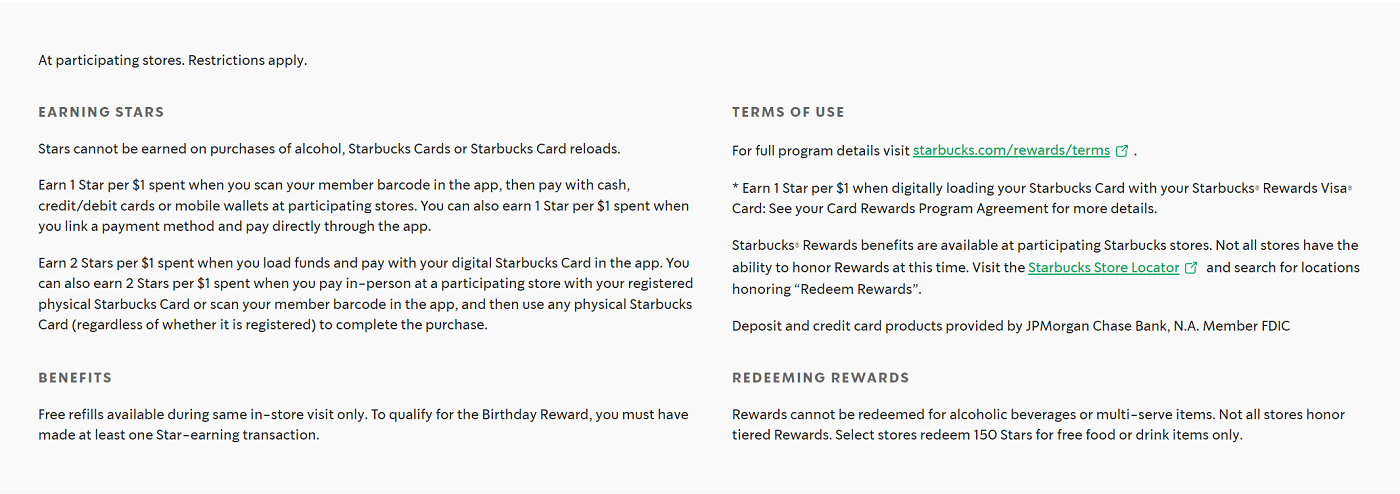 At participating stores. Restrictions apply.
EARNING STARS
Stars cannot be earned on purchases of alcohol, Starbucks Cards or Starbucks Card reloads.
Earn 1 Star per $1 spent when you scan your member barcode in the app, then pay with cash,
credit/debit cards or mobile wallets at participating stores. You can also earn 1 Star per $1 spent when
you link a payment method and pay directly through the app.
Earn 2 Stars per $1 spent when you load funds and pay with your digital Starbucks Card in the app. You
can also earn 2 Stars per $1 spent when you pay in-person at a participating store with your registered
physical Starbucks Card or scan your member barcode in the app, and then use any physical Starbucks
Card (regardless of whether it is registered) to complete the purchase.
BENEFITS
Free refills available during same in-store visit only. To qualify for the Birthday Reward, you must have
made at least one Star-earning transaction.
TERMS OF USE
For full program details visit starbucks.com/rewards/terms .
* Earn 1 Star per $1 when digitally loading your Starbucks Card with your Starbucks® Rewards Visa®
Card: See your Card Rewards Program Agreement for more details.
Starbucks® Rewards benefits are available at participating Starbucks stores. Not all stores have the
ability to honor Rewards at this time. Visit the Starbucks Store Locator and search for locations
honoring “Redeem Rewards”.
Deposit and credit card products provided by JPMorgan Chase Bank, N.A. Member FDIC
REDEEMING REWARDS
Rewards cannot be redeemed for alcoholic beverages or multi-serve items. Not all stores honor
tiered Rewards. Select stores redeem 150 Stars for free food or drink items only.